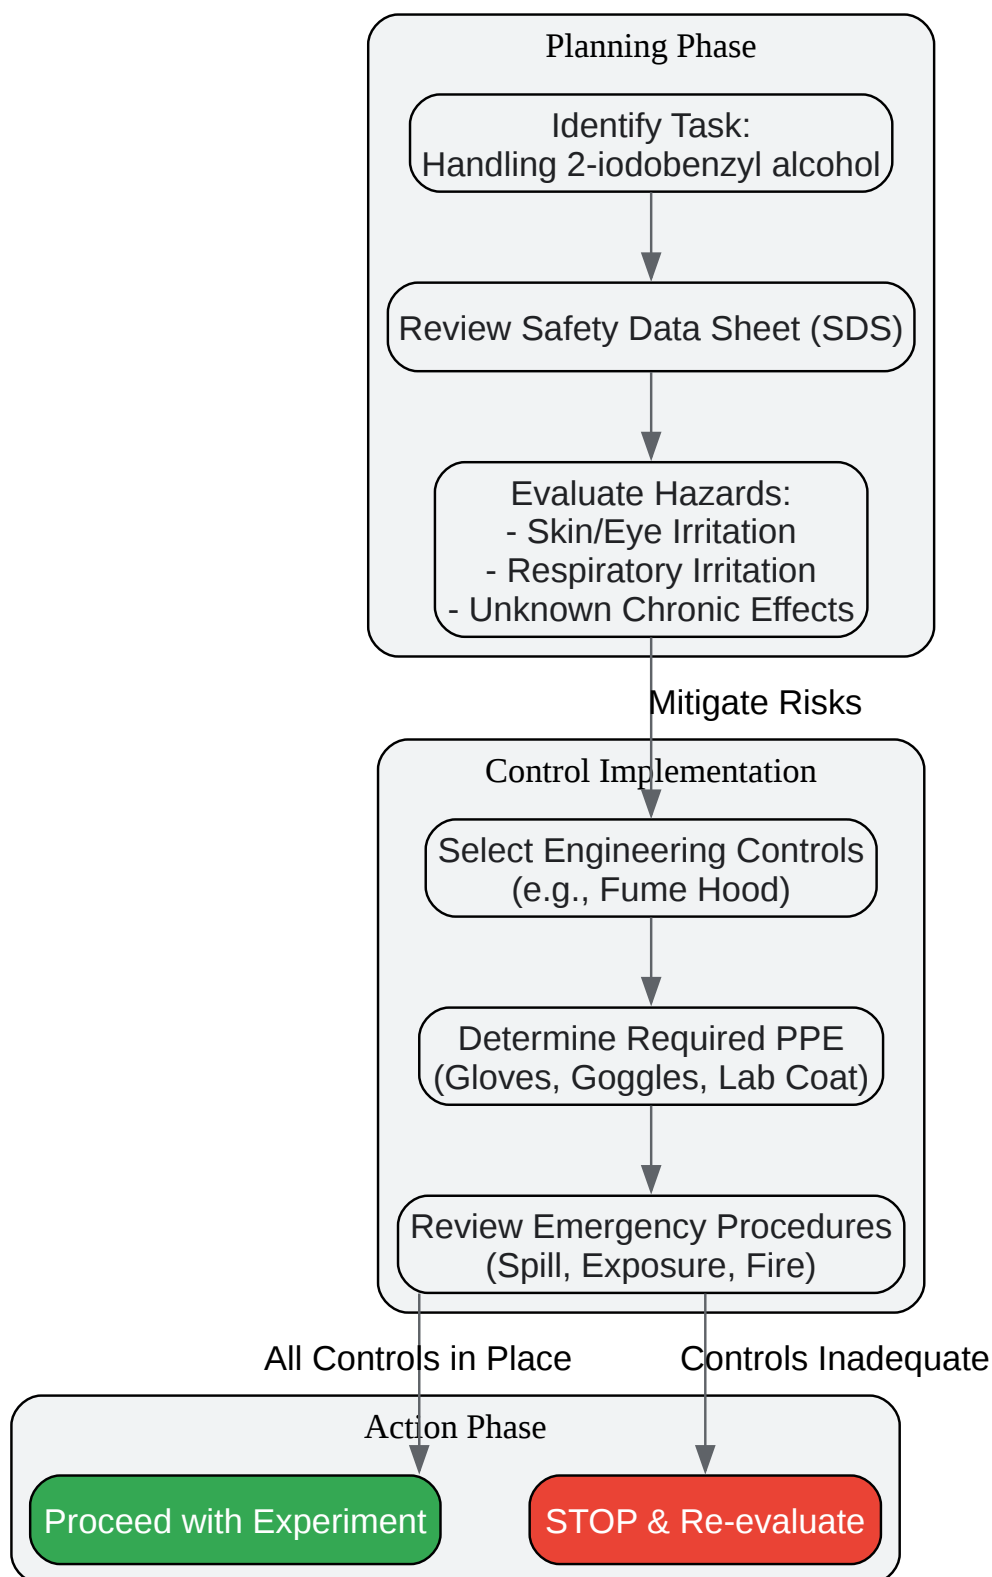 Planning Phase
Identify Task:
Handling 2-iodobenzyl alcohol
Review Safety Data Sheet (SDS)
Evaluate Hazards:
- Skin/Eye Irritation
- Respiratory Irritation
- Unknown Chronic Effects
Mitigate Risks
Control Implementation
Select Engineering Controls
(e.g., Fume Hood)
Determine Required PPE
(Gloves, Goggles, Lab Coat)
Review Emergency Procedures
(Spill, Exposure, Fire)
All Controls in Place
Controls Inadequate
Action Phase
Proceed with Experiment
STOP & Re-evaluate